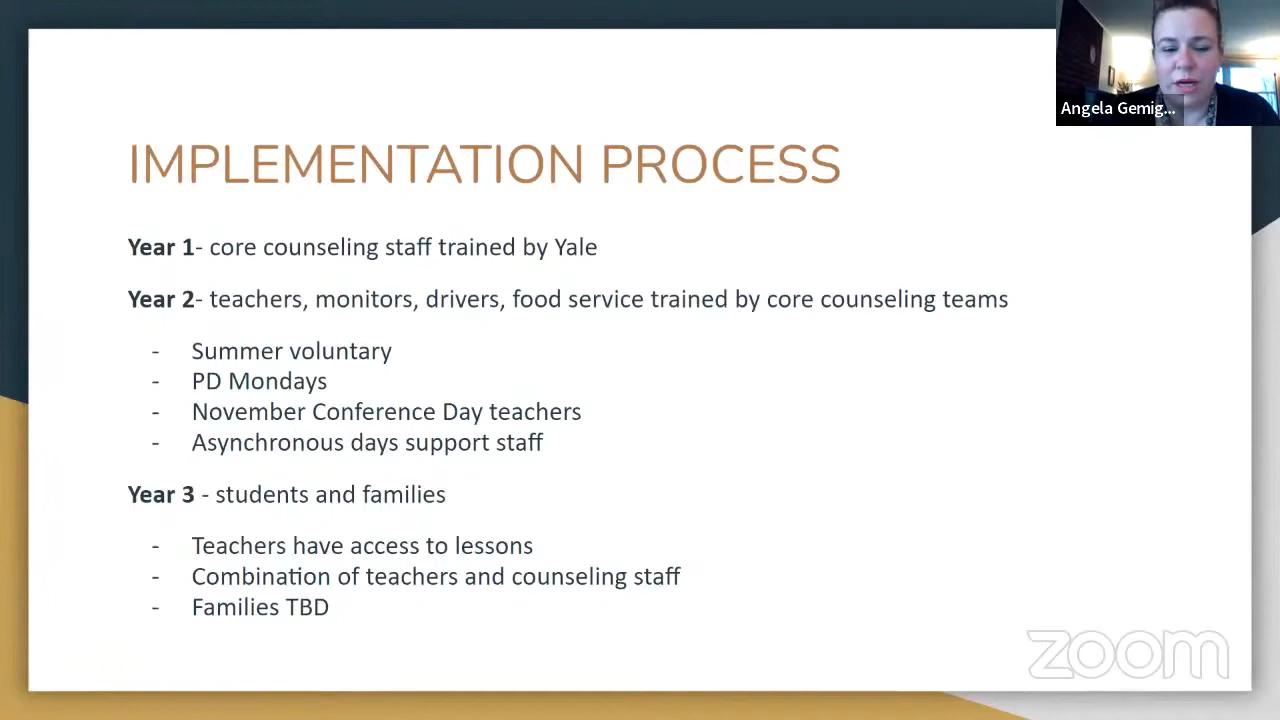 Angela Gemig...
IMPLEMENTATION PROCESS
Year 1- core counseling staff trained by Yale
Year 2- teachers, monitors, drivers, food service trained by core counseling teams
- Summer voluntary
- PD Mondays
- November Conference Day teachers
- Asynchronous days support staff
Year 3 - students and families
- Teachers have access to lessons
- Combination of teachers and counseling staff
- Families TBD
zoom